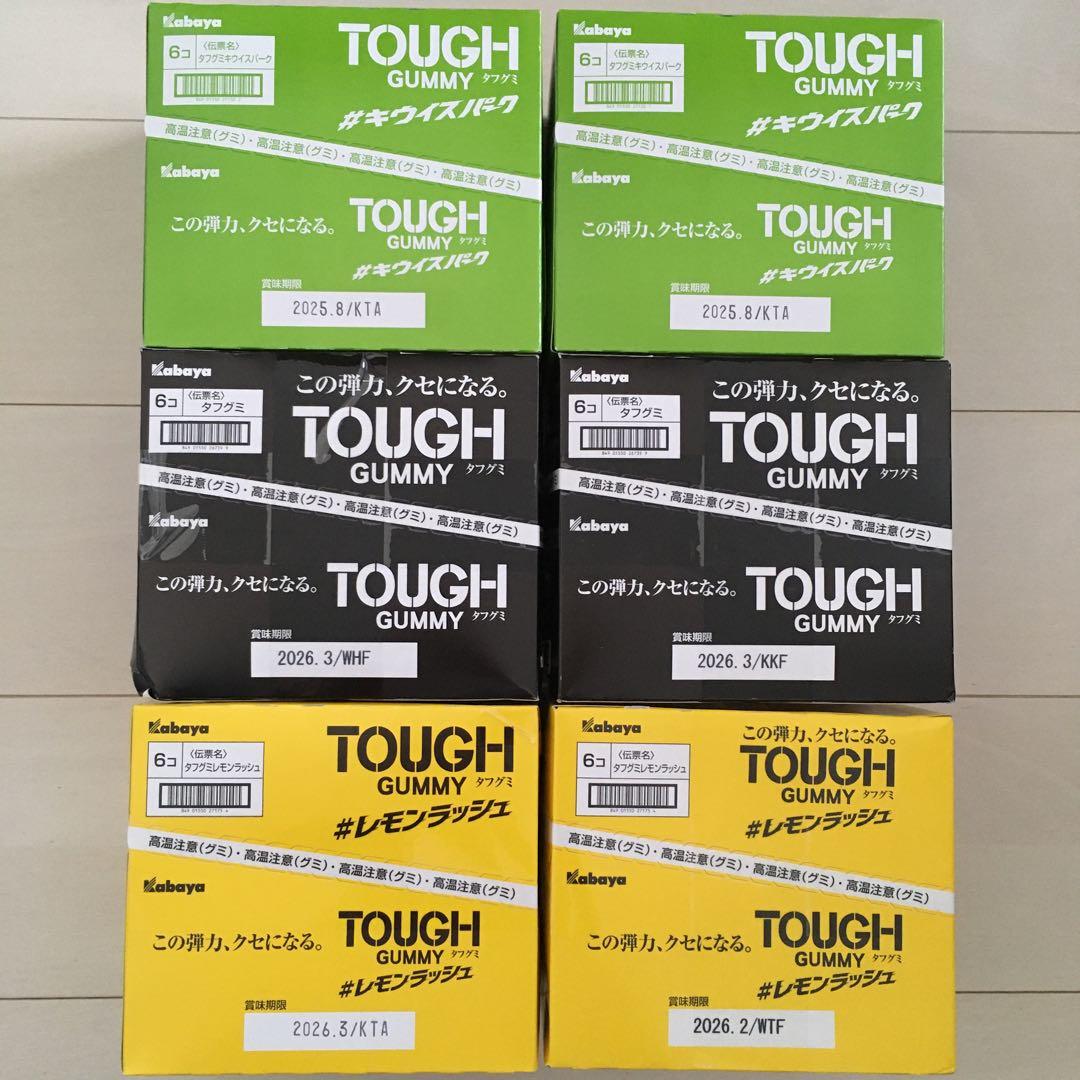 Kabaya
6コ
〈伝票名〉
タフグミキウイスパーク
TOUGH
GUMMY タフグミ
#キウイスパーク
高温注意(グミ)・高温注意(グミ)・高温注意(グミ)・高温注意(グミ)
Kabaya
この弾力、クセになる。
TOUGH
GUMMY タフグミ
#キウイスパーク
賞味期限
2025.8/KTA
Kabaya
6コ
〈伝票名〉
タフグミキウイスパーク
TOUGH
GUMMY タフグミ
#キウイスパーク
高温注意(グミ)・高温注意(グミ)・高温注意(グミ)・高温注意(グミ)
Kabaya
この弾力、クセになる。
TOUGH
GUMMY タフグミ
#キウイスパーク
賞味期限
2025.8/KTA
Kabaya
6コ
〈伝票名〉
タフグミ
849 01550 26739 9
この弾力、クセになる。
TOUGH
GUMMY タフグミ
高温注意(グミ)・高温注意(グミ)・高温注意(グミ)・高温注意(グミ)
Kabaya
この弾力、クセになる。
TOUGH
GUMMY タフグミ
賞味期限
2026.3/WHF
Kabaya
6コ
〈伝票名〉
タフグミ
849 01550 26739 9
この弾力、クセになる。
TOUGH
GUMMY タフグミ
高温注意(グミ)・高温注意(グミ)・高温注意(グミ)・高温注意(グミ)
Kabaya
この弾力、クセになる。
TOUGH
GUMMY タフグミ
賞味期限
2026.3/KKF
Kabaya
6コ
〈伝票名〉
タフグミレモンラッシュ
849 01550 27175 4
TOUGH
GUMMY タフグミ
#レモンラッシュ
高温注意(グミ)・高温注意(グミ)・高温注意(グミ)・高温注意(グミ)
Kabaya
この弾力、クセになる。
TOUGH
GUMMY タフグミ
#レモンラッシュ
賞味期限
2026.3/KTA
Kabaya
6コ
〈伝票名〉
タフグミレモンラッシュ
849 01550 27175 4
この弾力、クセになる。
TOUGH
GUMMY タフグミ
#レモンラッシュ
高温注意(グミ)・高温注意(グミ)・高温注意(グミ)・高温注意(グミ)
Kabaya
この弾力、クセになる。
TOUGH
GUMMY タフグミ
#レモンラッシュ
賞味期限
2026.2/WTF